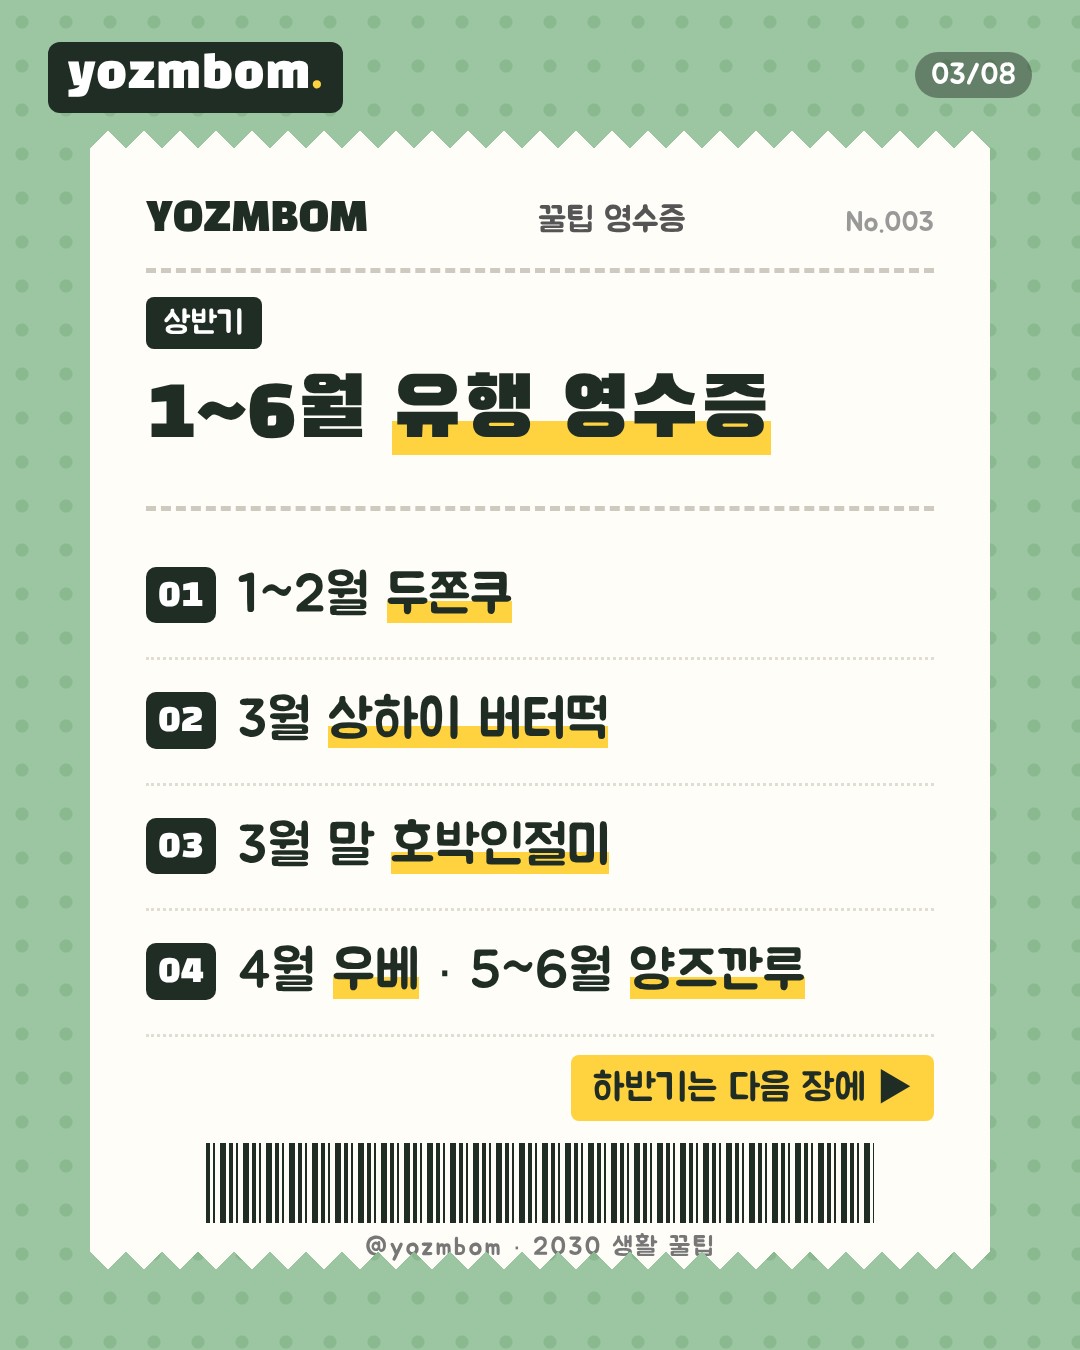 yozmbom.
03/08
YOZMBOM 꿀팁 영수증 No.003
상반기
1~6월 유행 영수증
01 1~2월 두쫀쿠
02 3월 상하이 버터떡
03 3월 말 호박인절미
04 4월 우베 · 5~6월 양즈깐루
하반기는 다음 장에 ▶
@yozmbom · 2030 생활 꿀팁